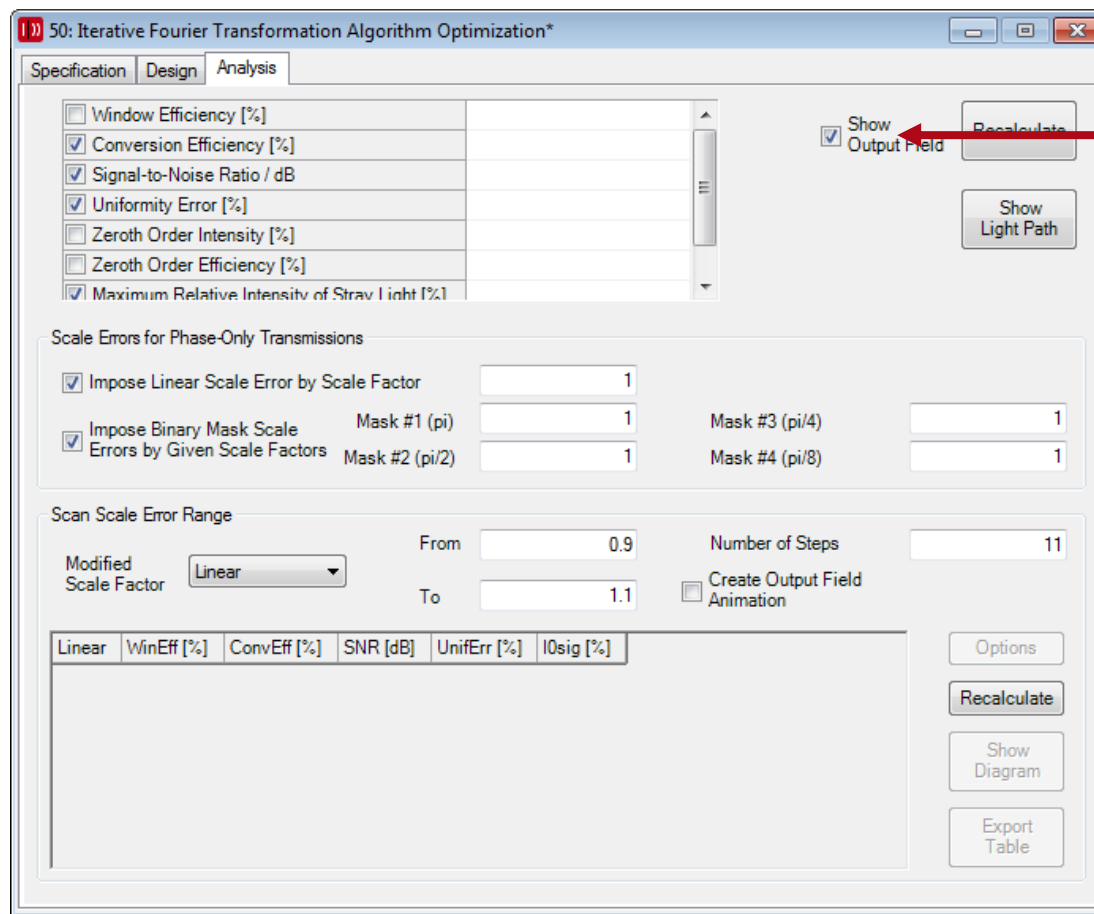 50: Iterative Fourier Transformation Algorithm Optimization*
Specification Design Analysis
Window Efficiency [%]
Conversion Efficiency [%]
Signal-to-Noise Ratio / dB
Uniformity Error [%]
Zeroth Order Intensity [%]
Zeroth Order Efficiency [%]
Maximum Relative Intensity of Stray Light [%]
Show
Output Field
Recalculate
Show
Light Path
Scale Errors for Phase-Only Transmissions
Impose Linear Scale Error by Scale Factor 1
Impose Binary Mask Scale
Errors by Given Scale Factors
Mask #1 (pi) 1 Mask #3 (pi/4) 1
Mask #2 (pi/2) 1 Mask #4 (pi/8) 1
Scan Scale Error Range
Modified
Scale Factor
Linear
From 0.9 Number of Steps 11
To 1.1
Create Output Field
Animation
Linear WinEff [%] ConvEff [%] SNR [dB] UnifErr [%] I0sig [%]
Options
Recalculate
Show
Diagram
Export
Table